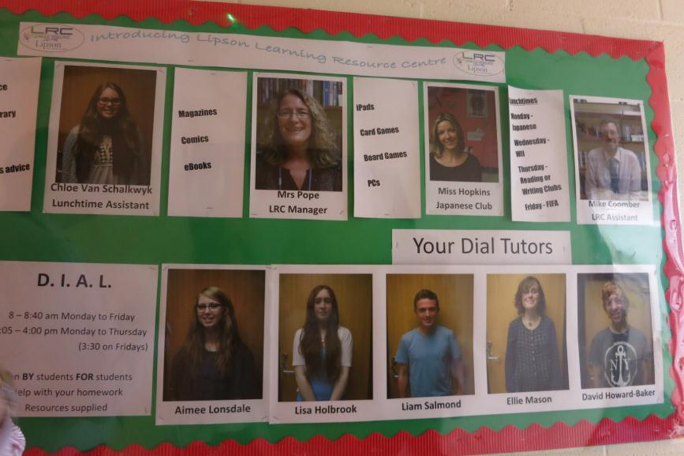 LRC
Lipson
Introducing Lipson Learning Resource Centre
LRC
Lipson
advice
Chloe Van Schalkwyk
Lunchtime Assistant
Magazines
Comics
eBooks
Mrs Pope
LRC Manager
iPads
Card Games
Board Games
PCs
Miss Hopkins
Japanese Club
Lunchtimes
Monday -
Japanese
Wednesday -
Wii
Thursday -
Reading or
Writing Clubs
Friday - FIFA
Mike Coomber
LRC Assistant
Your Dial Tutors
D. I. A. L.
8 – 8:40 am Monday to Friday
:05 – 4:00 pm Monday to Thursday
(3:30 on Fridays)
BY students FOR students
Help with your homework
Resources supplied
Aimee Lonsdale
Lisa Holbrook
Liam Salmond
Ellie Mason
NY
David Howard-Baker